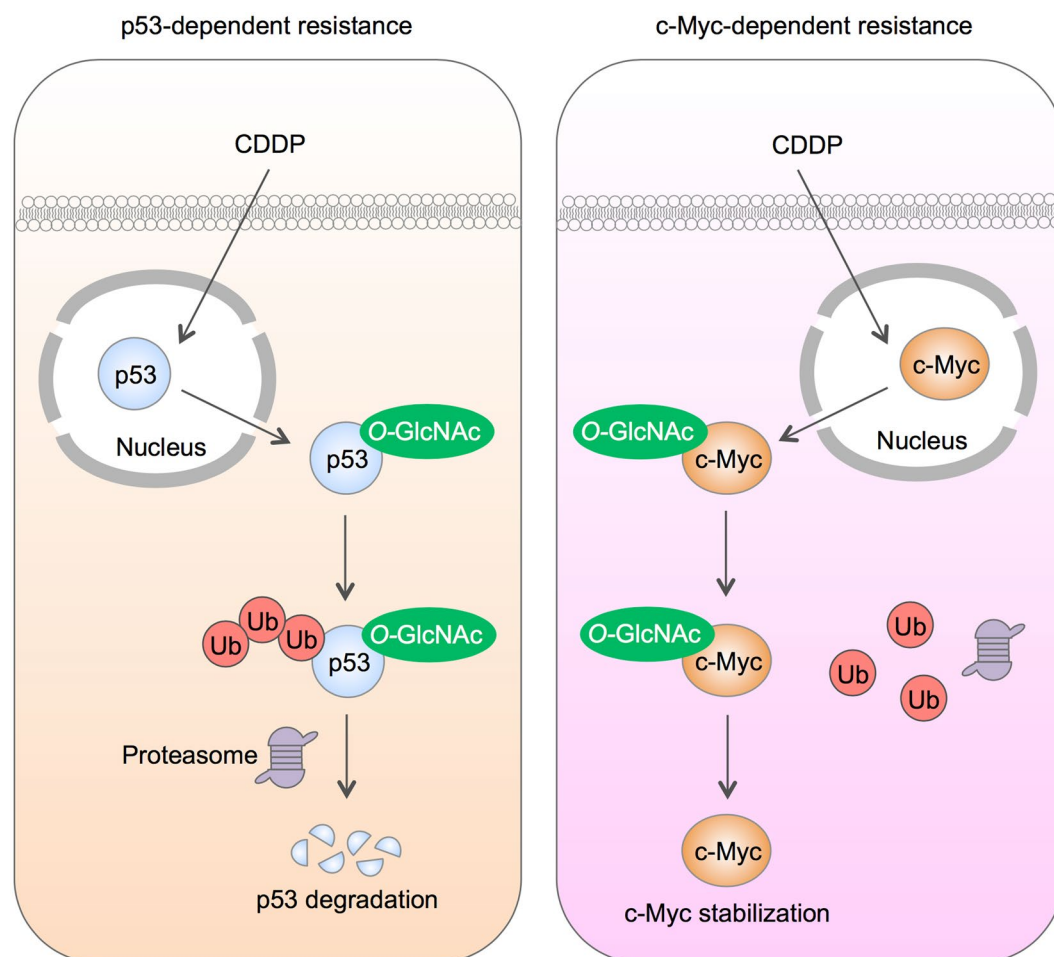 p53-dependent resistance
CDDP
p53
Nucleus
O-GlcNAc
p53
Ub
Ub
Ub
O-GlcNAc
p53
Proteasome
p53 degradation
c-Myc-dependent resistance
CDDP
c-Myc
Nucleus
O-GlcNAc
c-Myc
O-GlcNAc
c-Myc
Ub
Ub
Ub
c-Myc
c-Myc stabilization